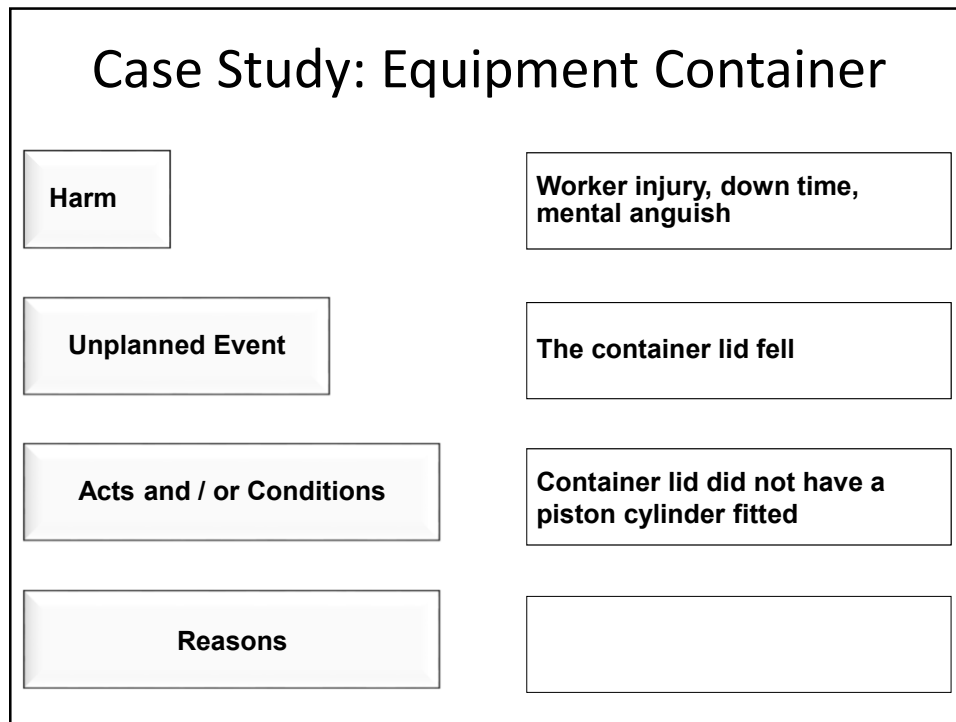 Case Study: Equipment Container
Harm
Worker injury, down time,
mental anguish
Unplanned Event
The container lid fell
Acts and / or Conditions
Container lid did not have a
piston cylinder fitted
Reasons